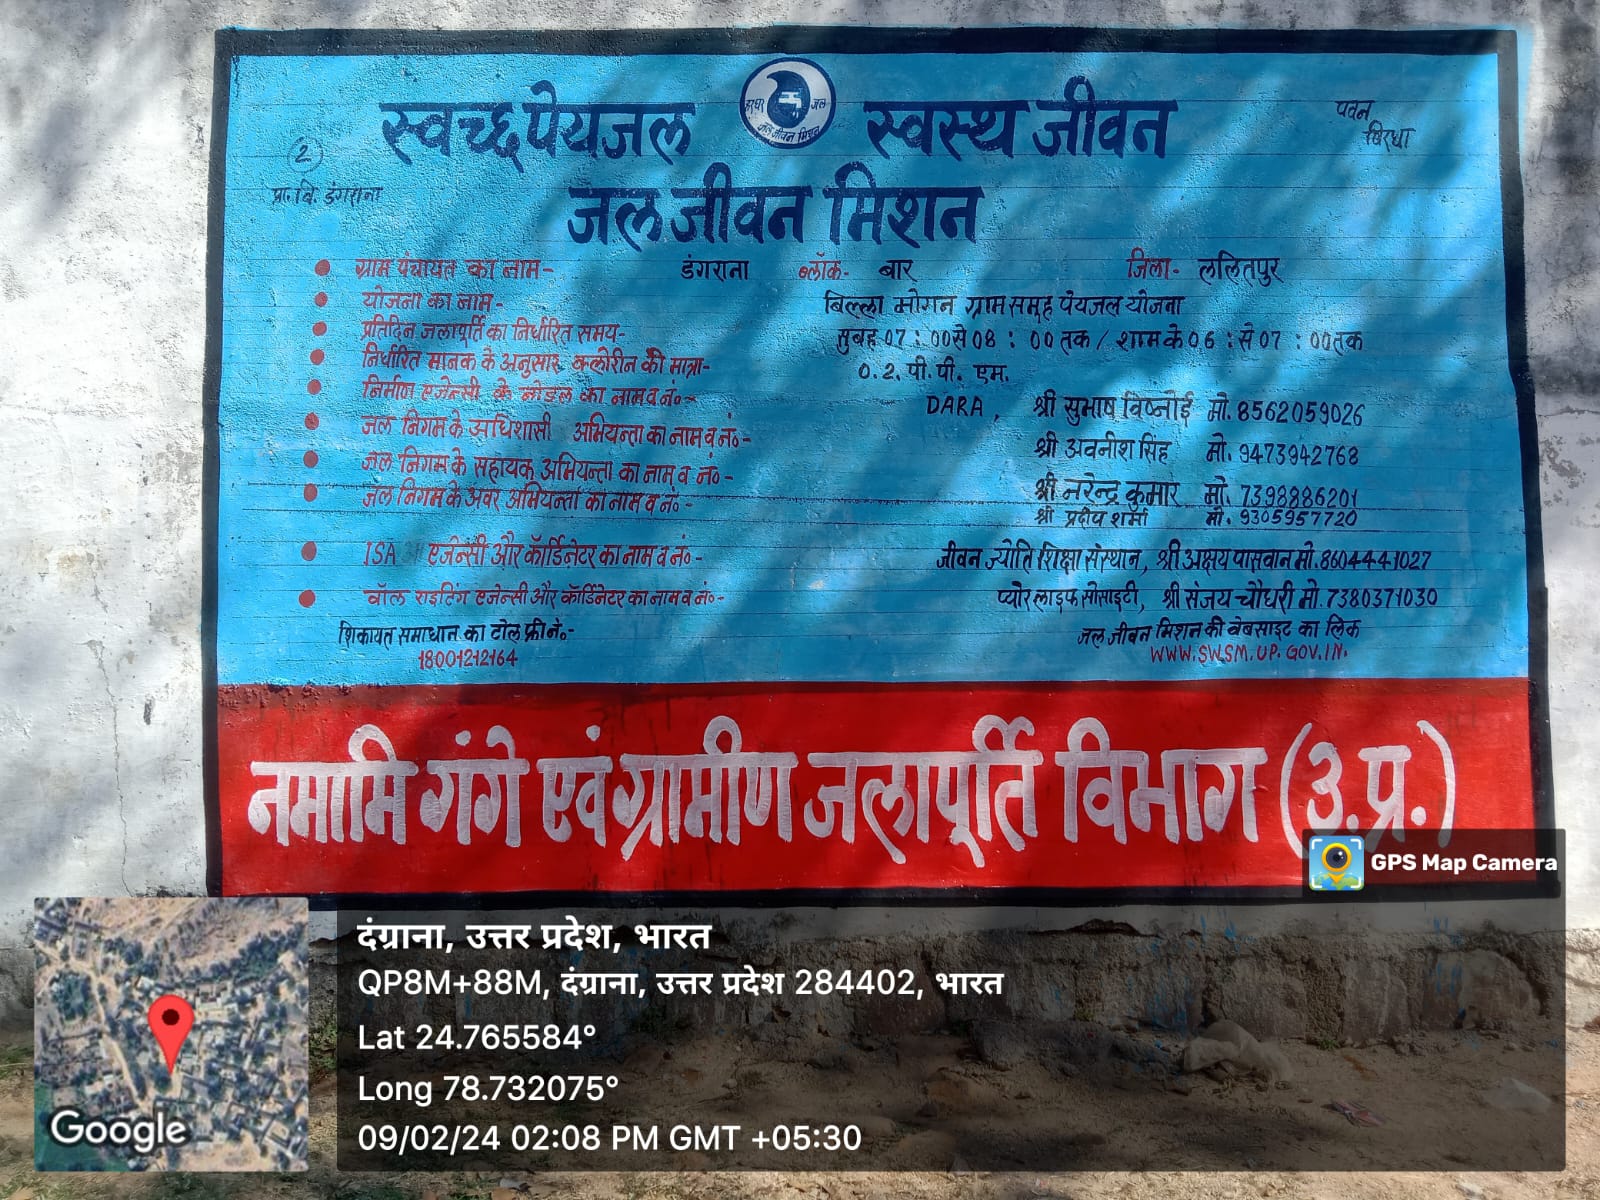 स्वच्छ पेयजल स्वस्थ जीवन
हर घर जल
जल जीवन मिशन
पवन
बिरधा
2
प्रा. वि. डंगराना
जल जीवन मिशन
ग्राम पंचायत का नाम- डंगराना ब्लॉक- बार जिला- ललितपुर
योजना का नाम- बिल्ला मोगन ग्राम समूह पेयजल योजना
प्रतिदिन जलापूर्ति का निर्धारित समय- सुबह 07 : 00 से 08 : 00 तक / शाम के 06 : से 07 : 00 तक
निर्धारित मानक के अनुसार क्लोरीन की मात्रा- 0.2. पी. पी. एम.
निर्माण एजेन्सी के नोडल का नाम व नं०- DARA, श्री सुभाष विष्नोई मो. 8562059026
जल निगम के अधिशासी अभियन्ता का नाम व नं०- श्री अवनीश सिंह मो. 9473942768
जल निगम के सहायक अभियन्ता का नाम व नं०- श्री नरेन्द्र कुमार मो. 7398886201
जल निगम के अवर अभियन्ता का नाम व नं०- श्री प्रदीप शर्मा मो. 9305957720
ISA एजेन्सी और कॉर्डिनेटर का नाम व नं०- जीवन ज्योति शिक्षा संस्थान, श्री अक्षय पासवान मो. 8604441027
वॉल राइटिंग एजेन्सी और कॉर्डिनेटर का नाम व नं०- प्योर लाइफ सोसाइटी, श्री संजय चौधरी मो. 7380371030
शिकायत समाधान का टोल फ्री नं०- जल जीवन मिशन की वेबसाइट का लिंक
18001212164 WWW.SWSM.UP.GOV.IN.
नमामि गंगे एवं ग्रामीण जलापूर्ति विभाग (उ.प्र.)
GPS Map Camera
दंग्राना, उत्तर प्रदेश, भारत
QP8M+88M, दंग्राना, उत्तर प्रदेश 284402, भारत
Lat 24.765584°
Long 78.732075°
09/02/24 02:08 PM GMT +05:30
Google